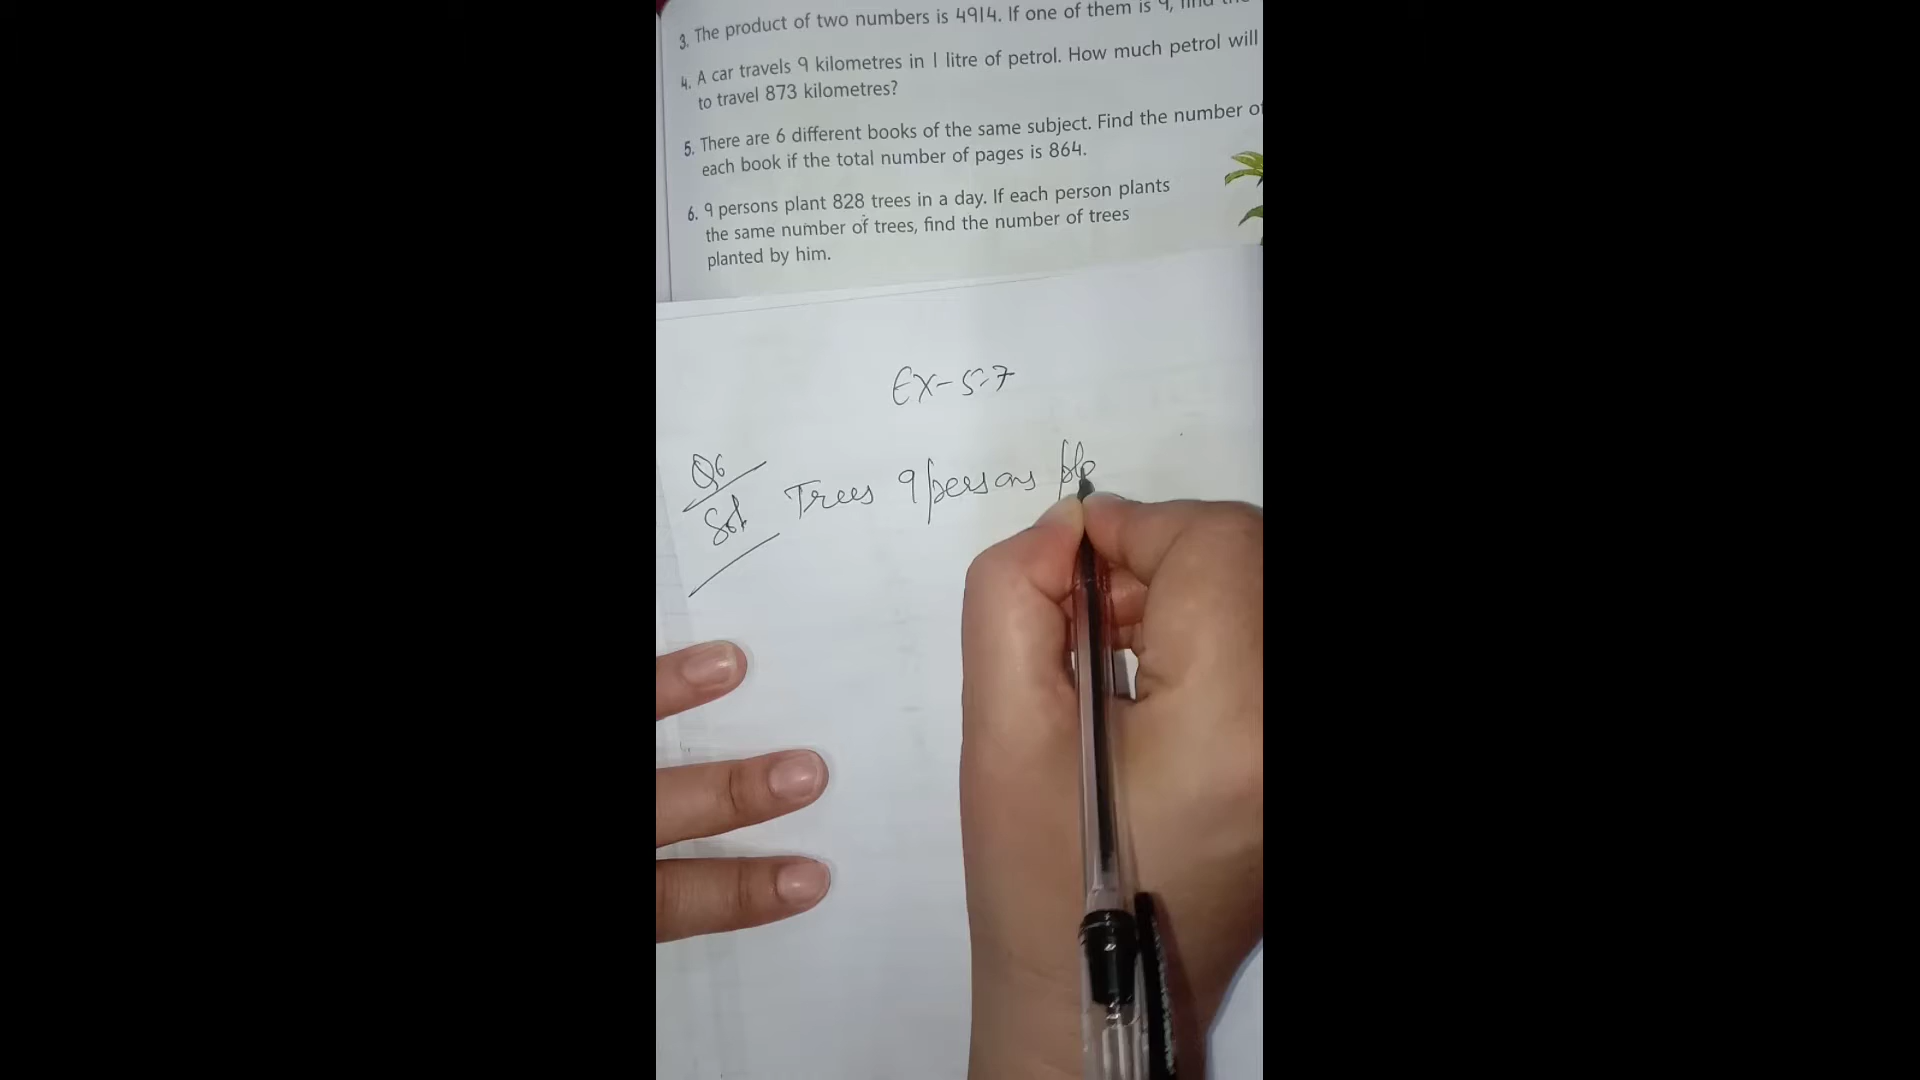 3. The product of two numbers is 4914. If one of them is 9, find the
4. A car travels 9 kilometres in 1 litre of petrol. How much petrol will
to travel 873 kilometres?
5. There are 6 different books of the same subject. Find the number of
each book if the total number of pages is 864.
6. 9 persons plant 828 trees in a day. If each person plants
the same number of trees, find the number of trees
planted by him.
Ex-5.7
Q6
Sol Trees 9 persons pla